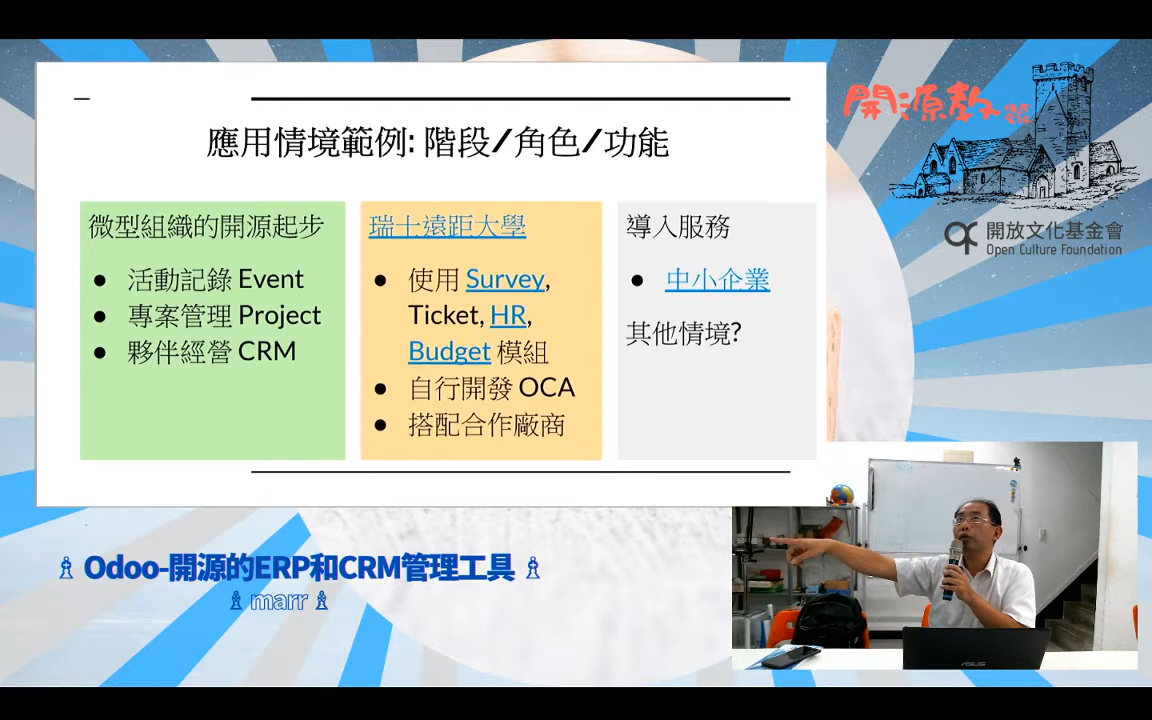 應用情境範例: 階段/角色/功能
微型組織的開源起步
● 活動記錄 Event
● 專案管理 Project
● 夥伴經營 CRM
瑞士遠距大學
● 使用 Survey,
Ticket, HR,
Budget 模組
● 自行開發 OCA
● 搭配合作廠商
導入服務
● 中小企業
其他情境?
開源教
開放文化基金會
Open Culture Foundation
Odoo-開源的ERP和CRM管理工具
marr
ASUS